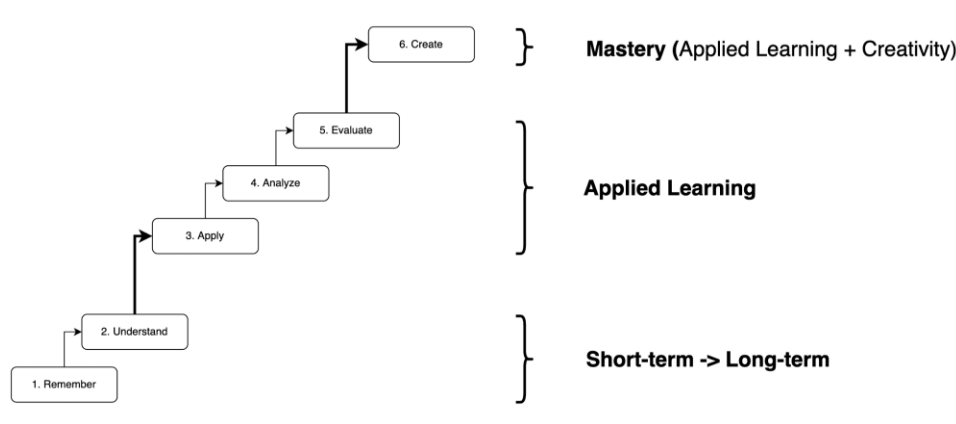 6. Create
Mastery (Applied Learning + Creativity)
5. Evaluate
4. Analyze
Applied Learning
3. Apply
2. Understand
Short-term -> Long-term
1. Remember